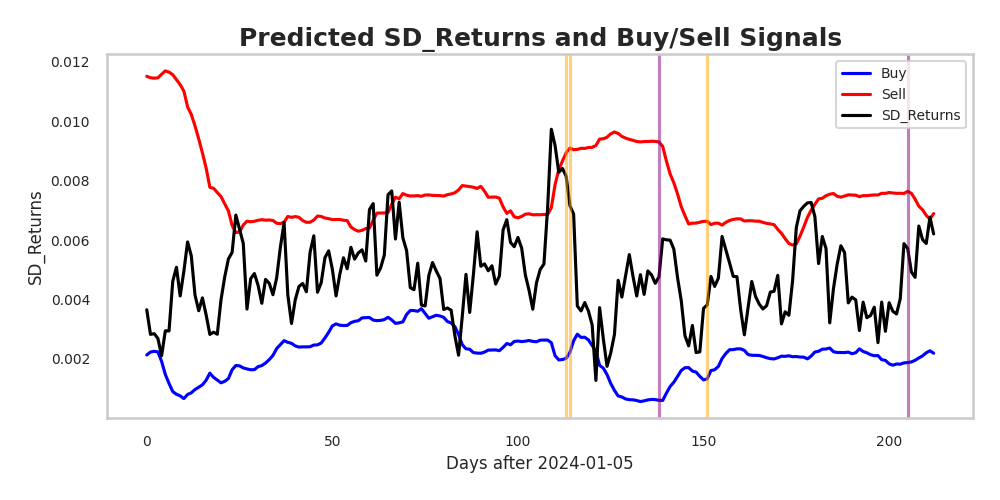 Predicted SD_Returns and Buy/Sell Signals
0.012
0.010
0.008
0.006
0.004
0.002
SD_Returns
Buy
Sell
SD_Returns
0
50
100
150
200
Days after 2024-01-05